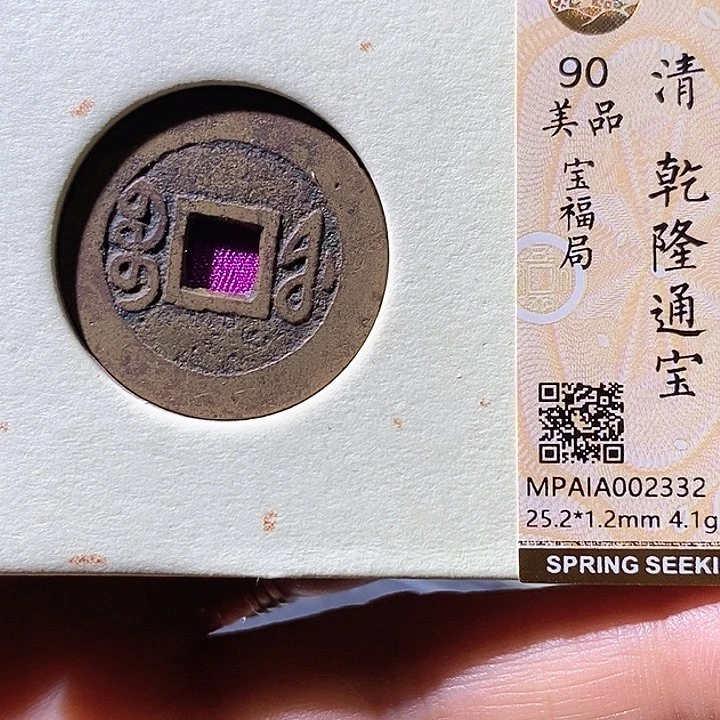 清 乾隆通宝
90
美品
宝福局
MPAIA002332
25.2*1.2mm 4.1g
SPRING SEEKI